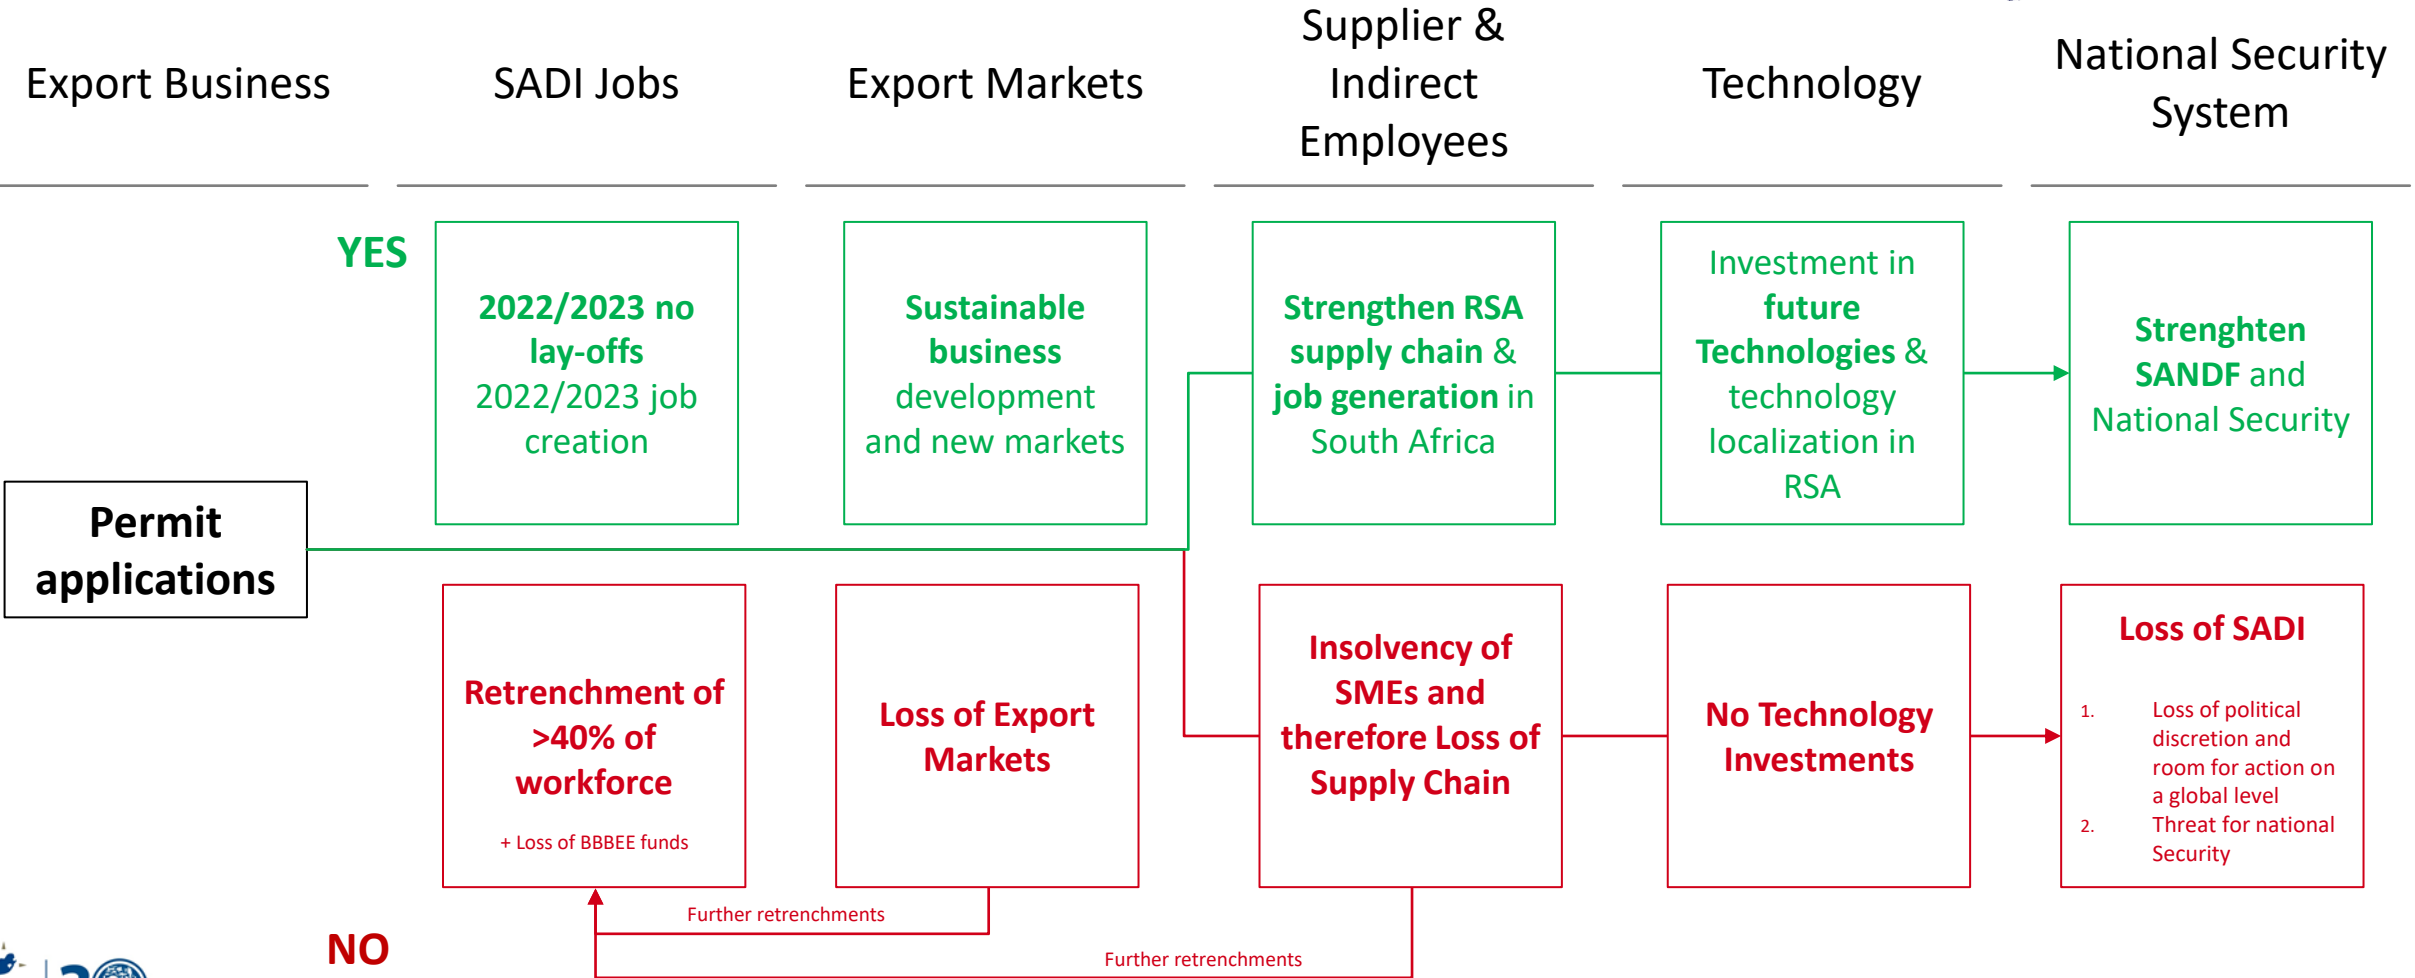 Export Business
SADI Jobs
Export Markets
Supplier &
Indirect
Employees
Technology
National Security
System
YES
2022/2023 no
lay-offs
2022/2023 job
creation
Sustainable
business
development
and new markets
Strengthen RSA
supply chain &
job generation in
South Africa
Investment in
future
Technologies &
technology
localization in
RSA
Strenghten
SANDF and
National Security
Permit
applications
Retrenchment of
>40% of
workforce
+ Loss of BBBEE funds
Loss of Export
Markets
Insolvency of
SMEs and
therefore Loss of
Supply Chain
No Technology
Investments
Loss of SADI
1. Loss of political
discretion and
room for action on
a global level
2. Threat for national
Security
Further retrenchments
NO
Further retrenchments